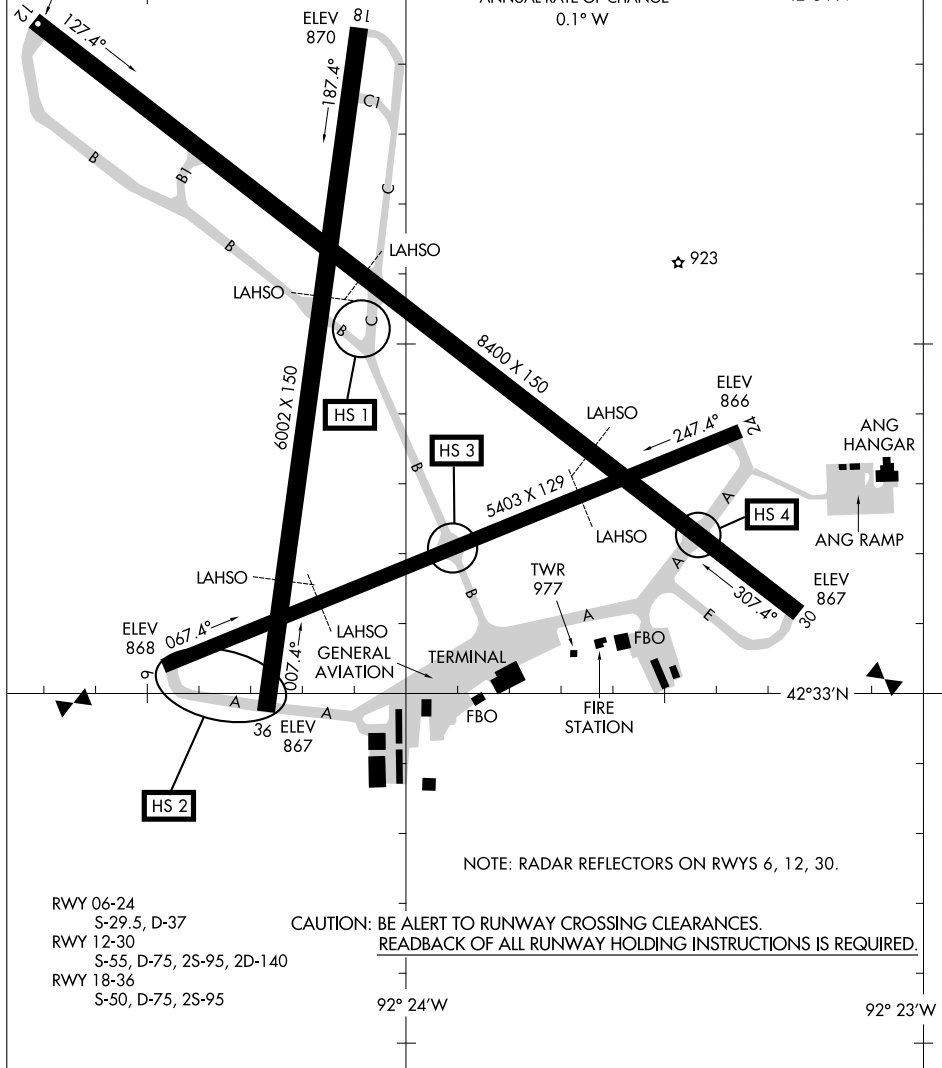 0.1° W
12
127.4°
ELEV
870
18
187.4°
C1
B
B1
C
B
LAHSO
923
LAHSO
B
C
8400 X 150
6002 X 150
HS 1
ELEV
866
LAHSO
247.4°
24
ANG
HANGAR
HS 3
B
5403 X 129
A
HS 4
LAHSO
ANG RAMP
LAHSO
TWR
977
A
307.4°
ELEV
867
30
B
ELEV
868
067.4°
LAHSO
A
E
FBO
GENERAL
AVIATION
TERMINAL
007.4°
6
A
A
36
ELEV
867
FBO
FIRE
STATION
42°33'N
HS 2
NOTE: RADAR REFLECTORS ON RWYS 6, 12, 30.
RWY 06-24
S-29.5, D-37
RWY 12-30
S-55, D-75, 2S-95, 2D-140
RWY 18-36
S-50, D-75, 2S-95
CAUTION: BE ALERT TO RUNWAY CROSSING CLEARANCES.
READBACK OF ALL RUNWAY HOLDING INSTRUCTIONS IS REQUIRED.
92° 24'W
92° 23'W